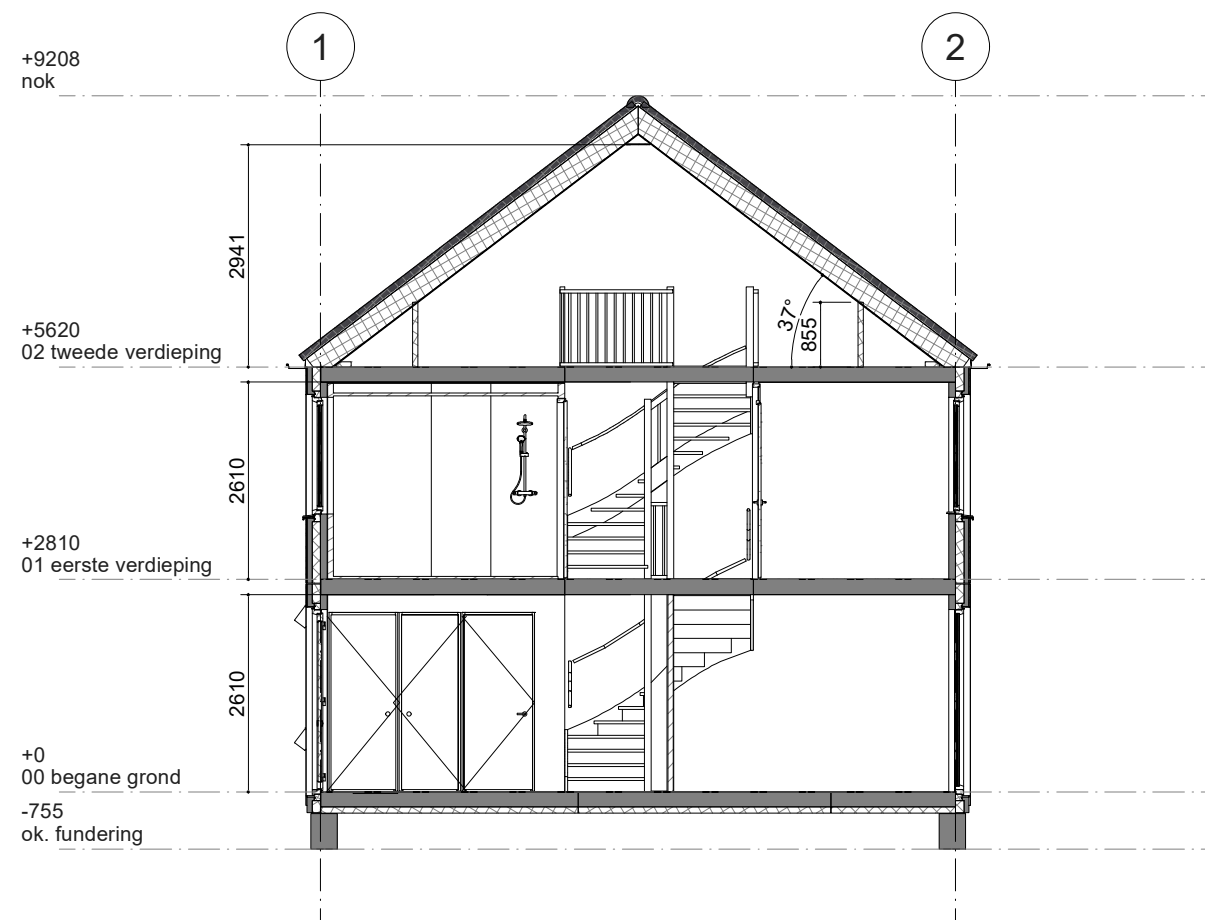 1
2
+9208
nok
2941
+5620
02 tweede verdieping
37°
855
2610
+2810
01 eerste verdieping
2610
+0
00 begane grond
-755
ok. fundering